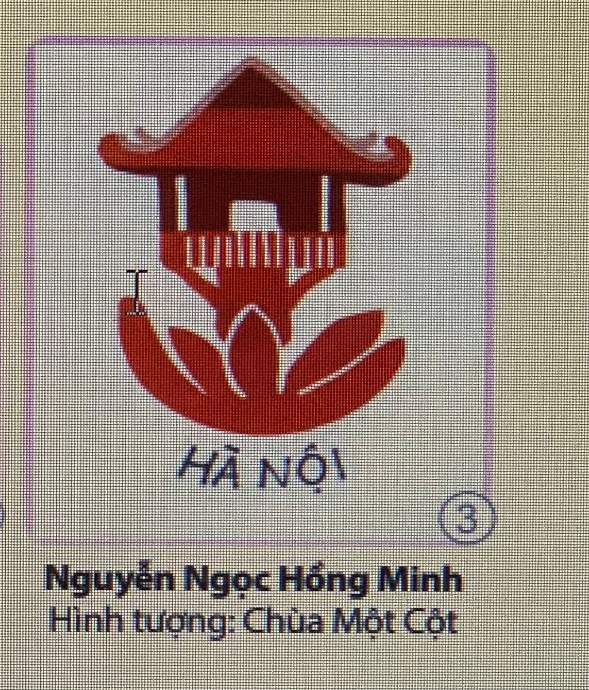 HÀ NỘI
3
Nguyễn Ngọc Hồng Minh
Hình tượng: Chùa Một Cột